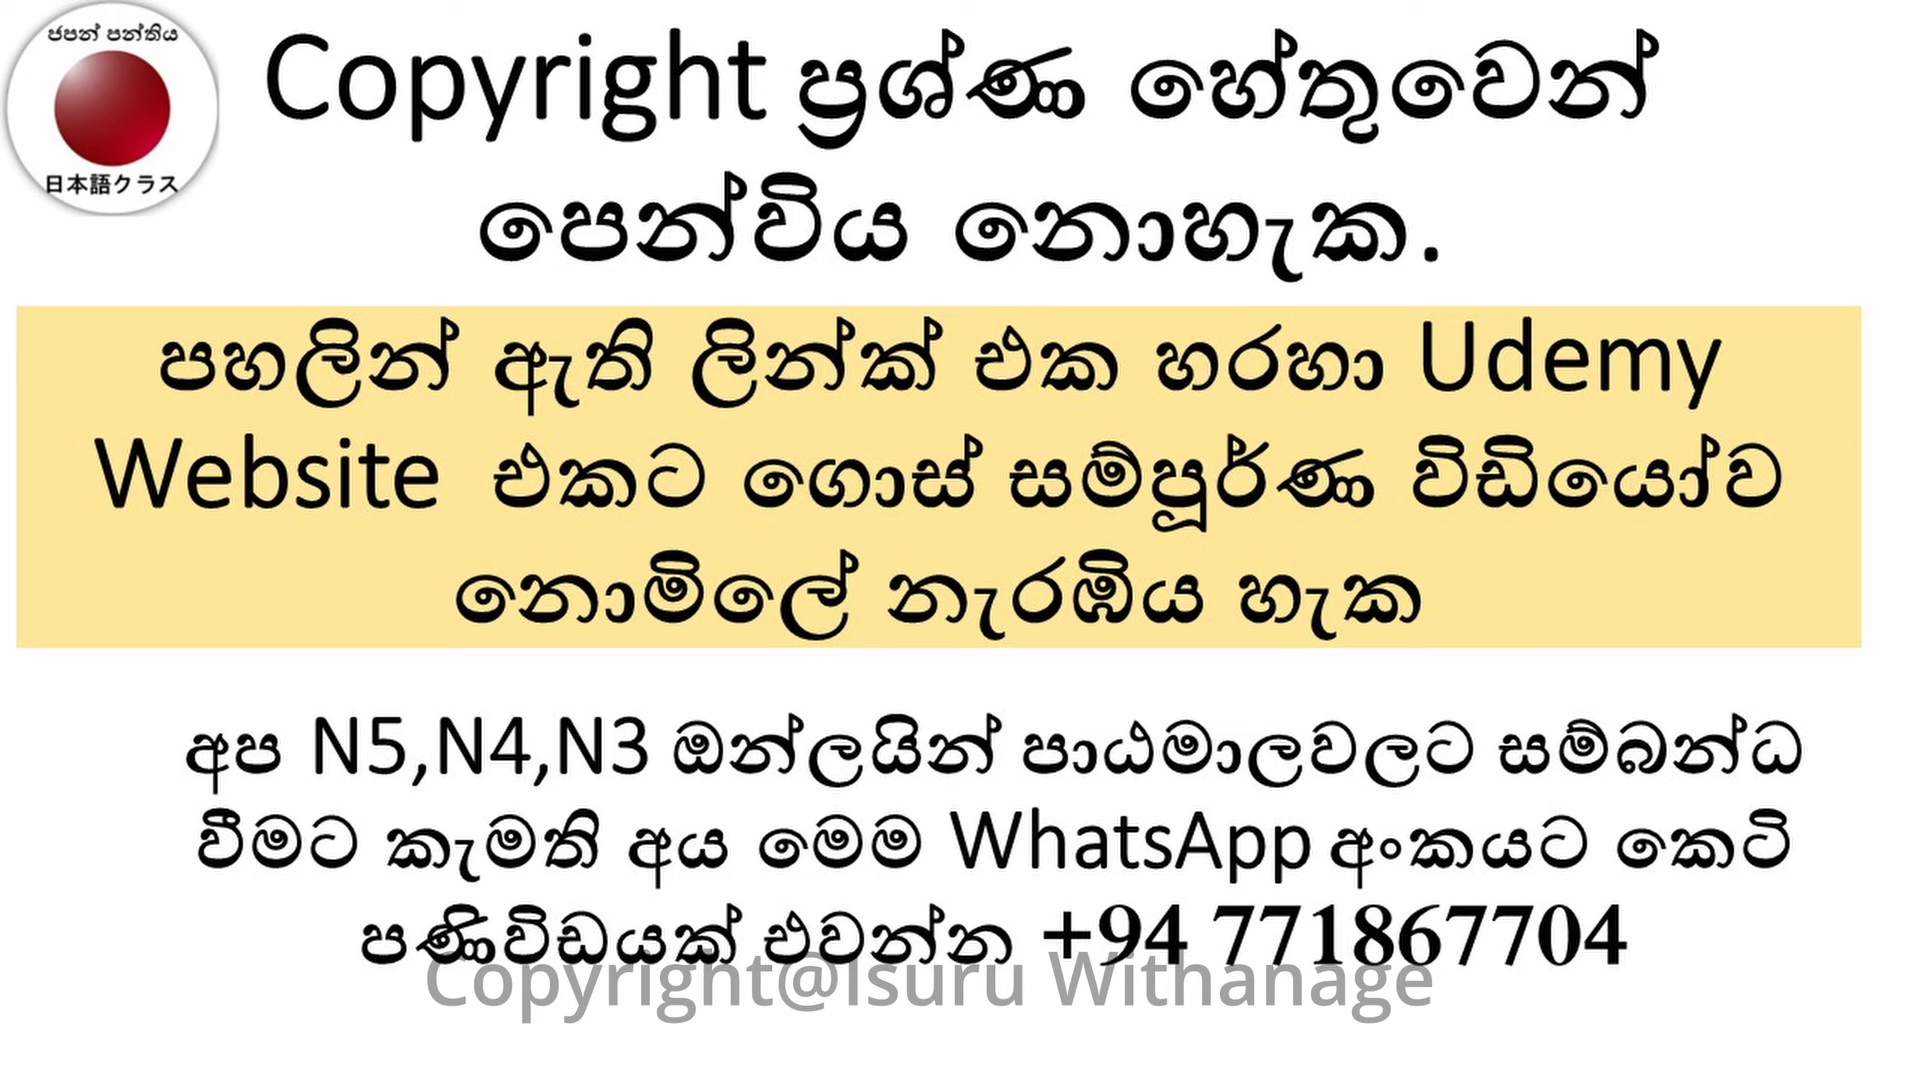 ජපන් පන්තිය
日本語クラス
Copyright ප්‍රශ්ණ හේතුවෙන්
පෙන්විය නොහැක.
පහලින් ඇති ලින්ක් එක හරහා Udemy
Website එකට ගොස් සම්පූර්ණ විඩියෝව
නොමිලේ නැරඹිය හැක
අප N5,N4,N3 ඔන්ලයින් පාඨමාලවලට සම්බන්ධ
වීමට කැමති අය මෙම WhatsApp අංකයට කෙටි
පණිවිඩයක් එවන්න +94 771867704
Copyright@Isuru Withanage